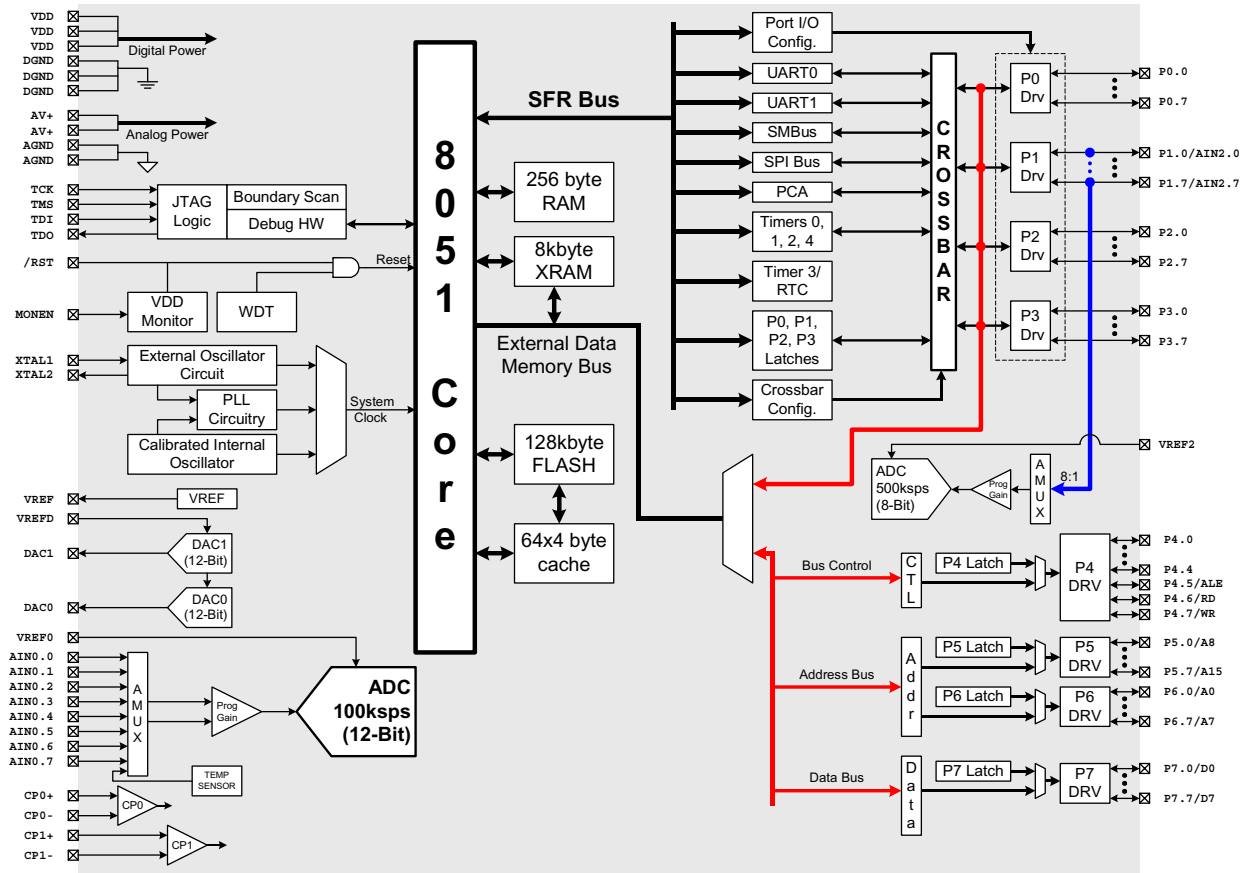 VDD
VDD
VDD
Digital Power
DGND
DGND
DGND
AV+
AV+
Analog Power
AGND
AGND
TCK
TMS
TDI
TDO
JTAG
Logic
Boundary Scan
Debug HW
/RST
Reset
MONEN
VDD
Monitor
WDT
XTAL1
XTAL2
External Oscillator
Circuit
PLL
Circuitry
Calibrated Internal
Oscillator
System
Clock
VREF
VREF
VREFD
DAC1
DAC1
(12-Bit)
DAC0
DAC0
(12-Bit)
VREF0
AIN0.0
AIN0.1
AIN0.2
AIN0.3
AIN0.4
AIN0.5
AIN0.6
AIN0.7
AMUX
Prog
Gain
ADC
100ksps
(12-Bit)
TEMP
SENSOR
CP0+
CP0-
CP0
CP1+
CP1-
CP1
8051 Core
SFR Bus
256 byte
RAM
8kbyte
XRAM
External Data
Memory Bus
128kbyte
FLASH
64x4 byte
cache
Port I/O
Config.
UART0
UART1
SMBus
SPI Bus
PCA
Timers 0,
1, 2, 4
Timer 3/
RTC
P0, P1,
P2, P3
Latches
Crossbar
Config.
CROSSBAR
P0
Drv
P1
Drv
P2
Drv
P3
Drv
P0.0
P0.7
P1.0/AIN2.0
P1.7/AIN2.7
P2.0
P2.7
P3.0
P3.7
VREF2
ADC
500ksps
(8-Bit)
Prog
Gain
AMUX
8:1
Bus Control
CTL
P4 Latch
P4
DRV
P4.0
P4.4
P4.5/ALE
P4.6/RD
P4.7/WR
Address Bus
Addr
P5 Latch
P5
DRV
P5.0/A8
P5.7/A15
P6 Latch
P6
DRV
P6.0/A0
P6.7/A7
Data Bus
Data
P7 Latch
P7
DRV
P7.0/D0
P7.7/D7